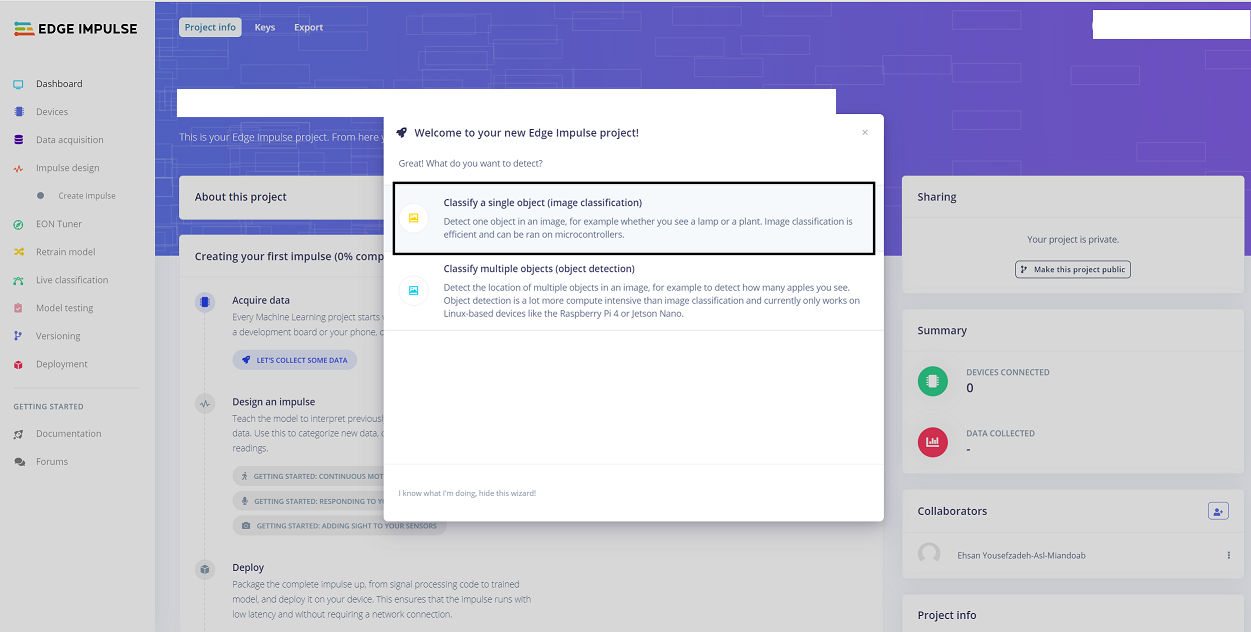 EDGE IMPULSE
Dashboard
Devices
Data acquisition
Impulse design
Create impulse
EON Tuner
Retrain model
Live classification
Model testing
Versioning
Deployment
GETTING STARTED
Documentation
Forums
Project info
Keys
Export
This is your Edge Impulse project. From here
About this project
Creating your first impulse (0% comp
Acquire data
Every Machine Learning project starts
a development board or your phone,
LET'S COLLECT SOME DATA
Design an impulse
Teach the model to interpret previousl
data. Use this to categorize new data,
readings.
GETTING STARTED: CONTINUOUS MOT
GETTING STARTED: RESPONDING TO Y
GETTING STARTED: ADDING SIGHT TO YOUR SENSORS
Deploy
Package the complete impulse up, from signal processing code to trained
model, and deploy it on your device. This ensures that the impulse runs with
low latency and without requiring a network connection.
Welcome to your new Edge Impulse project!
×
Great! What do you want to detect?
Classify a single object (image classification)
Detect one object in an image, for example whether you see a lamp or a plant. Image classification is
efficient and can be ran on microcontrollers.
Classify multiple objects (object detection)
Detect the location of multiple objects in an image, for example to detect how many apples you see.
Object detection is a lot more compute intensive than image classification and currently only works on
Linux-based devices like the Raspberry Pi 4 or Jetson Nano.
I know what I'm doing, hide this wizard!
Sharing
Your project is private.
Make this project public
Summary
DEVICES CONNECTED
0
DATA COLLECTED
-
Collaborators
Ehsan Yousefzadeh-Asl-Miandoab
Project info